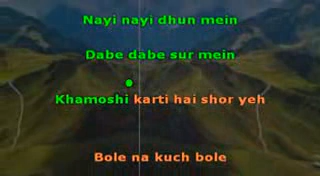 Nayi nayi dhun mein
Dabe dabe sur mein
Khamoshi karti hai shor yeh
Bole na kuch bole